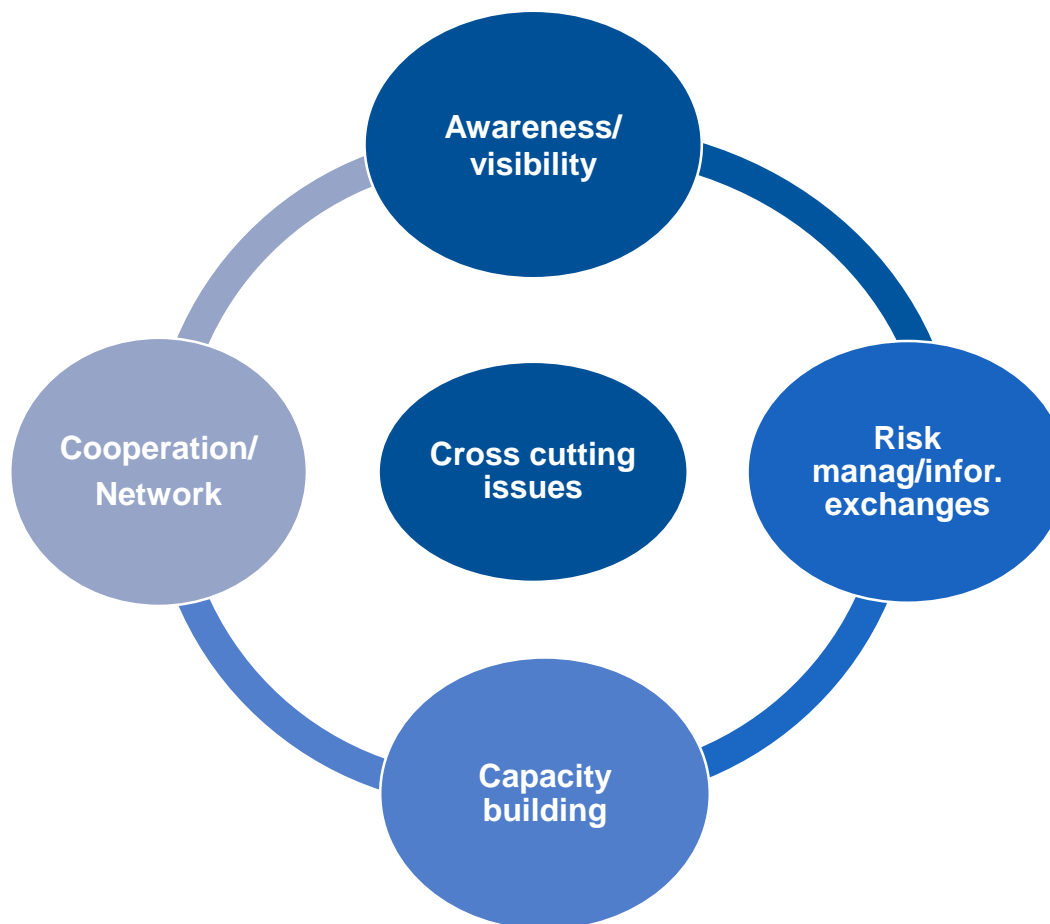 Awareness/
visibility
Cooperation/
Network
Cross cutting
issues
Risk
manag/infor.
exchanges
Capacity
building